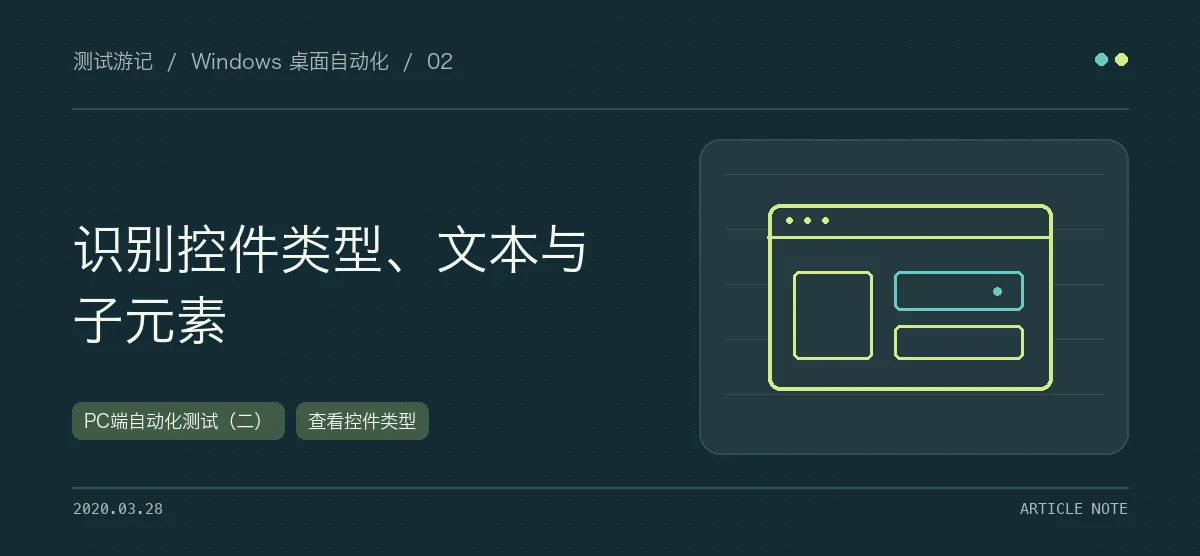 测试游记 / Windows 桌面自动化 / 02
识别控件类型、文本与
子元素
PC端自动化测试（二）
查看控件类型
2020.03.28
ARTICLE NOTE